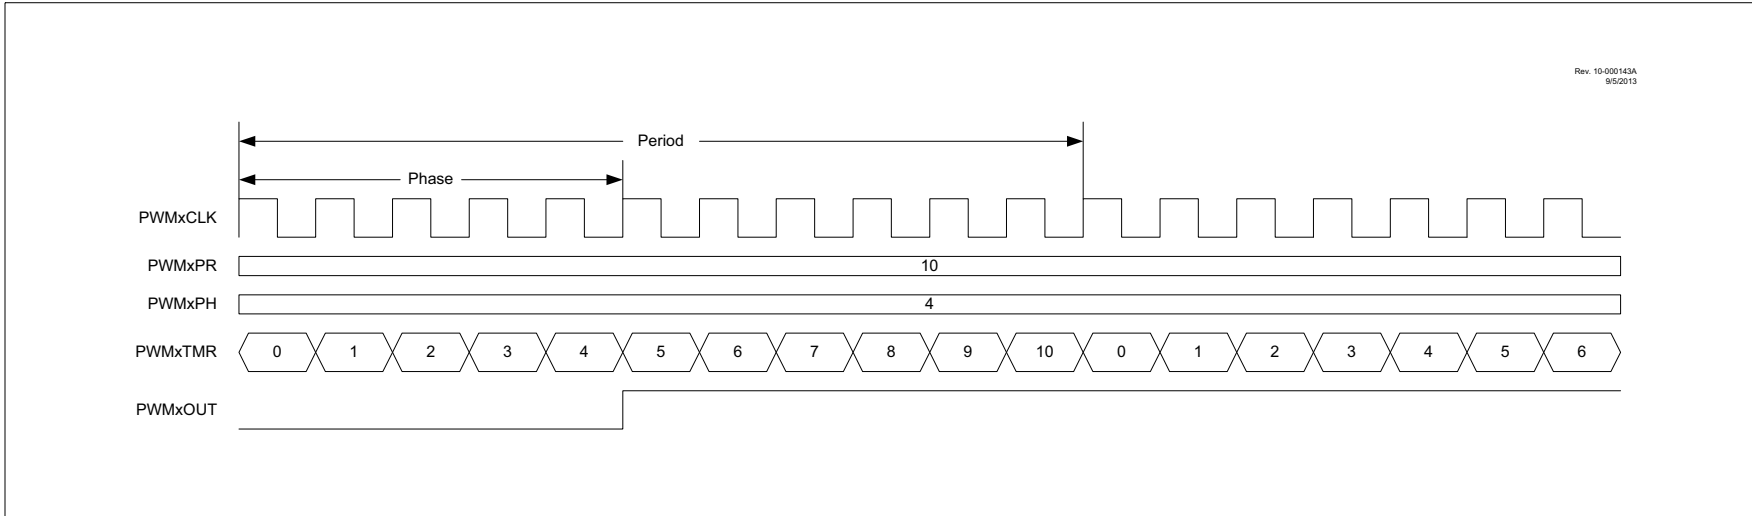 Rev. 10-000143A
9/5/2013
Period
Phase
PWMxCLK
PWMxPR 10
PWMxPH 4
PWMxTMR 0 1 2 3 4 5 6 7 8 9 10 0 1 2 3 4 5 6
PWMxOUT